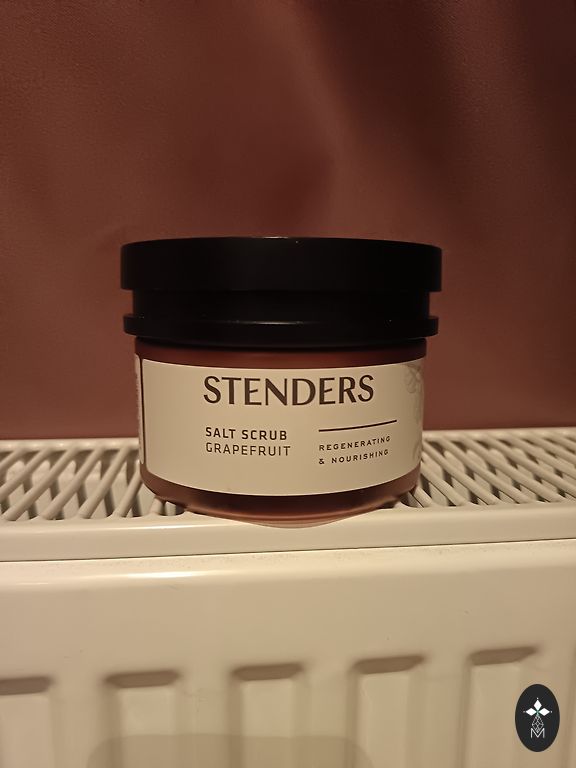 STENDERS
SALT SCRUB
GRAPEFRUIT
REGENERATING
& NOURISHING
M